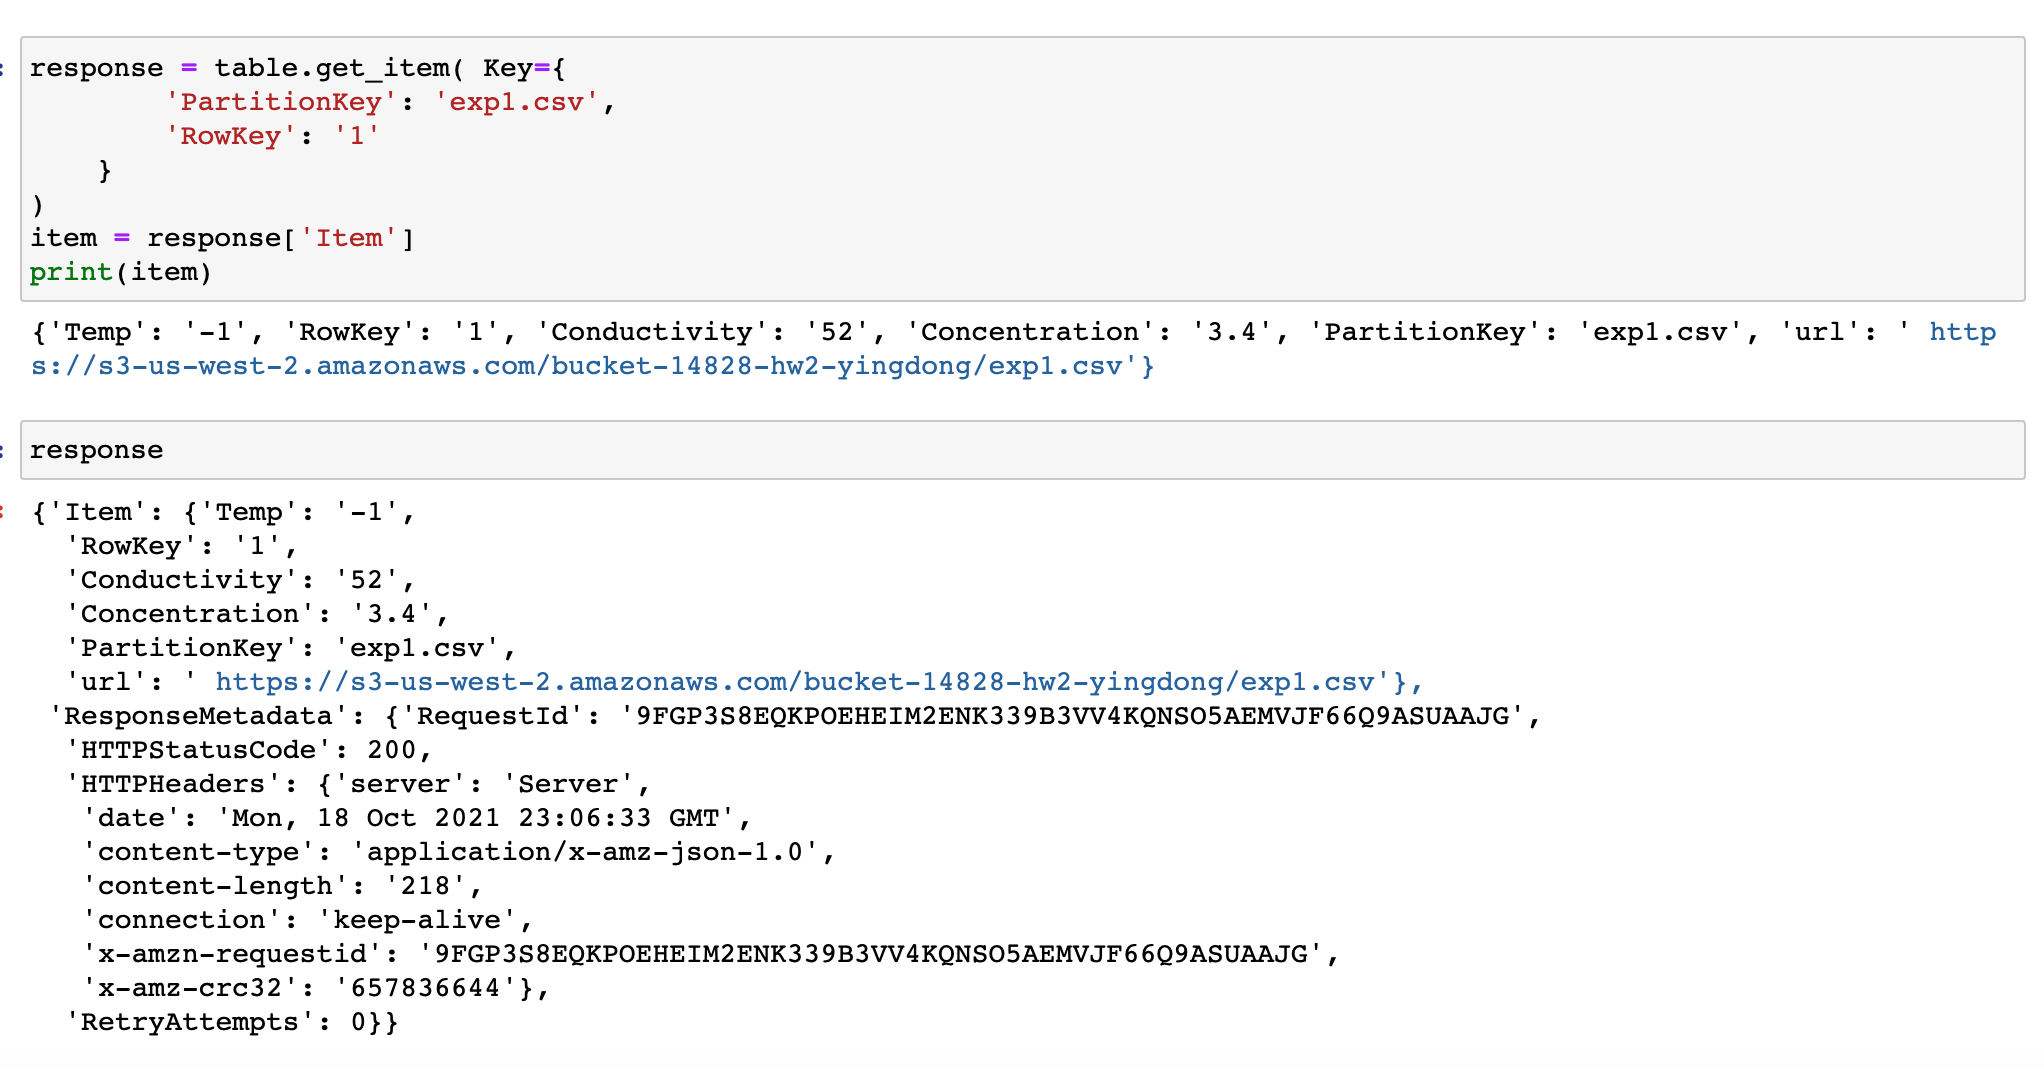 : response = table.get_item( Key={
        'PartitionKey': 'exp1.csv',
        'RowKey': '1'
    }
)
item = response['Item']
print(item)
{'Temp': '-1', 'RowKey': '1', 'Conductivity': '52', 'Concentration': '3.4', 'PartitionKey': 'exp1.csv', 'url': ' http
s://s3-us-west-2.amazonaws.com/bucket-14828-hw2-yingdong/exp1.csv'}
: response
: {'Item': {'Temp': '-1',
  'RowKey': '1',
  'Conductivity': '52',
  'Concentration': '3.4',
  'PartitionKey': 'exp1.csv',
  'url': ' https://s3-us-west-2.amazonaws.com/bucket-14828-hw2-yingdong/exp1.csv'},
 'ResponseMetadata': {'RequestId': '9FGP3S8EQKPOEHEIM2ENK339B3VV4KQNSO5AEMVJF66Q9ASUAAJG',
  'HTTPStatusCode': 200,
  'HTTPHeaders': {'server': 'Server',
   'date': 'Mon, 18 Oct 2021 23:06:33 GMT',
   'content-type': 'application/x-amz-json-1.0',
   'content-length': '218',
   'connection': 'keep-alive',
   'x-amzn-requestid': '9FGP3S8EQKPOEHEIM2ENK339B3VV4KQNSO5AEMVJF66Q9ASUAAJG',
   'x-amz-crc32': '657836644'},
  'RetryAttempts': 0}}